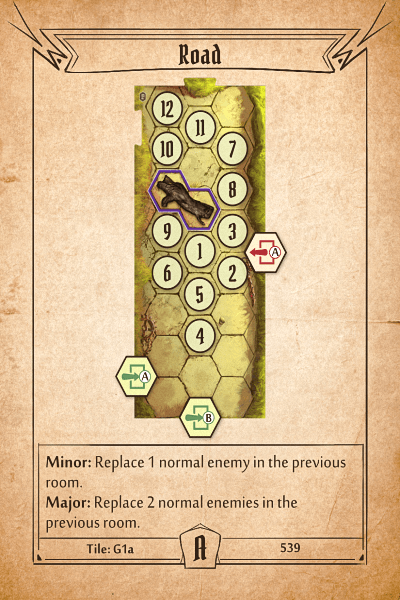 Road
12
11
10
7
8
9
3
1
A
6
2
5
4
A
B
Minor: Replace 1 normal enemy in the previous
room.
Major: Replace 2 normal enemies in the
previous room.
Tile: G1a
A
539